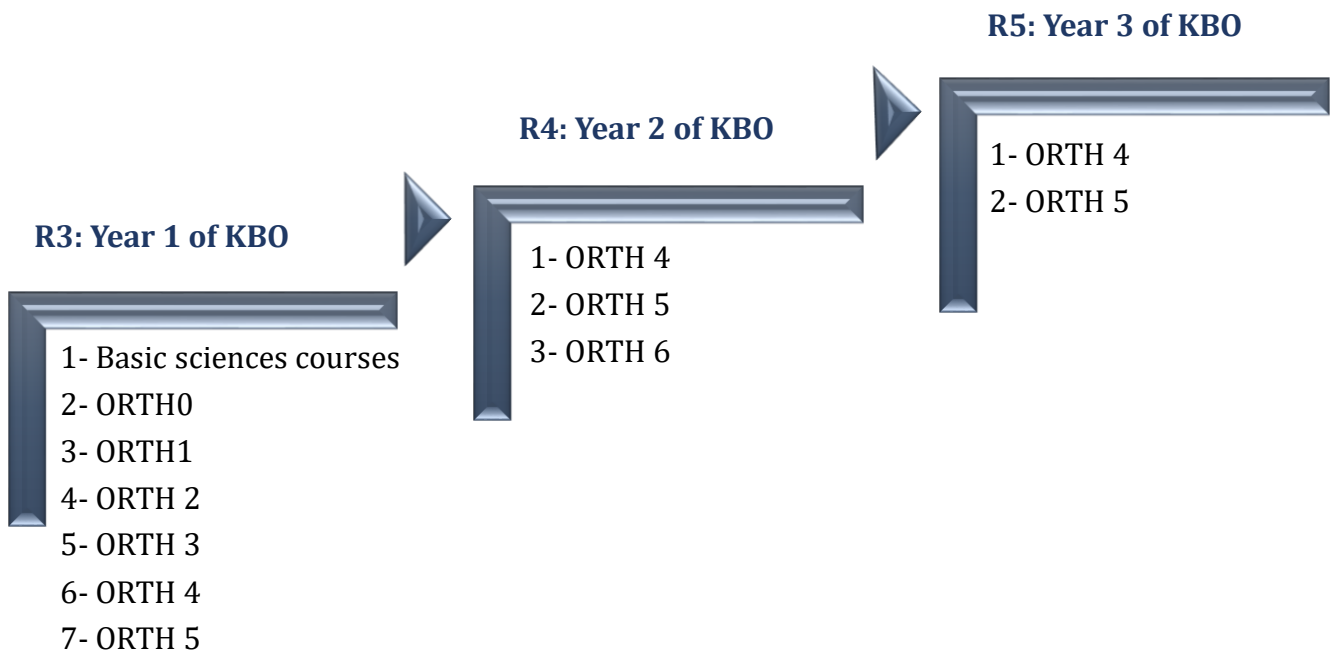 R3: Year 1 of KBO
1- Basic sciences courses
2- ORTH0
3- ORTH1
4- ORTH 2
5- ORTH 3
6- ORTH 4
7- ORTH 5
R4: Year 2 of KBO
1- ORTH 4
2- ORTH 5
3- ORTH 6
R5: Year 3 of KBO
1- ORTH 4
2- ORTH 5